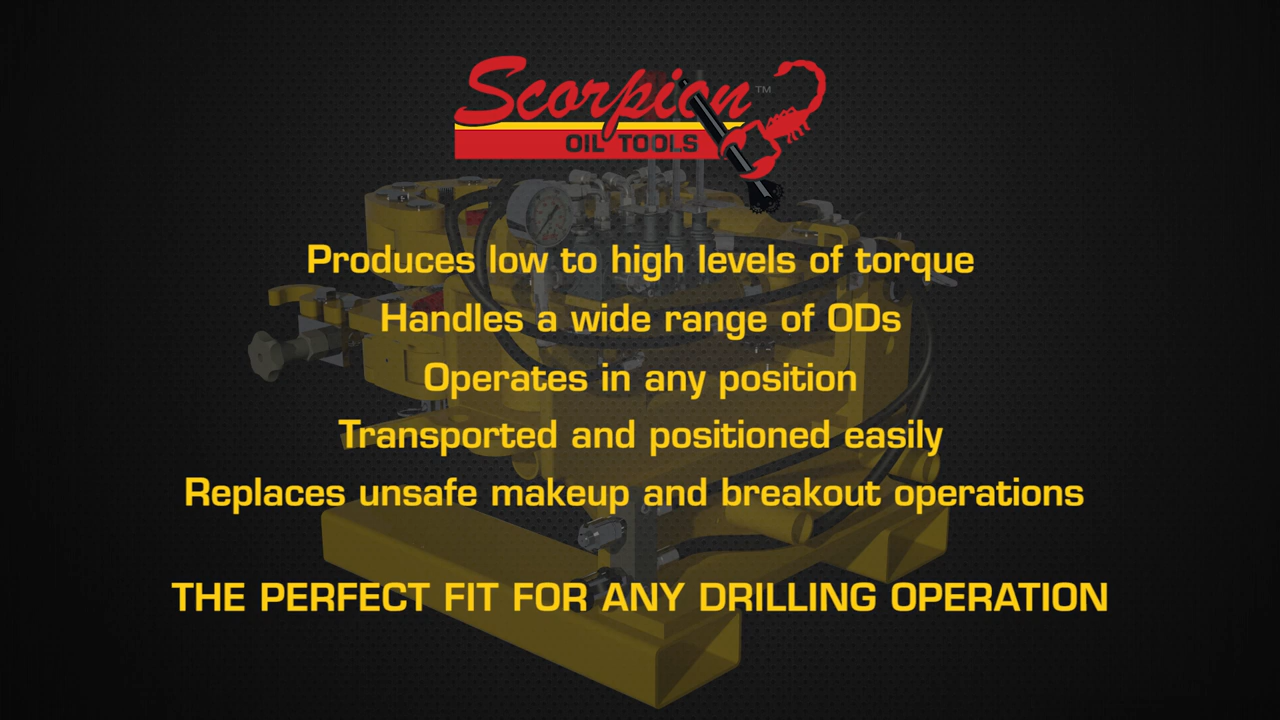 Scorpion™
OIL TOOLS
Produces low to high levels of torque
Handles a wide range of ODs
Operates in any position
Transported and positioned easily
Replaces unsafe makeup and breakout operations
THE PERFECT FIT FOR ANY DRILLING OPERATION